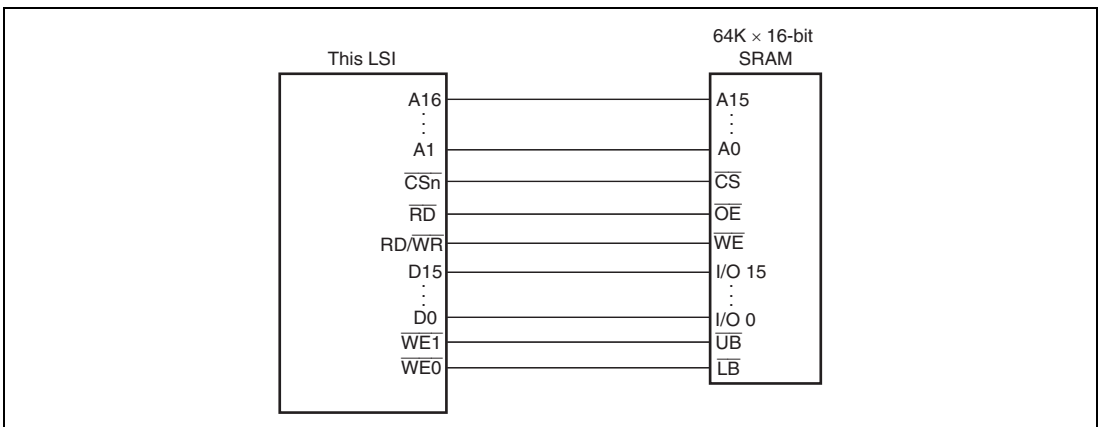 64K × 16-bit
This LSI SRAM
A16 A15
A1 A0
CSn CS
RD OE
RD/WR WE
D15 I/O 15
D0 I/O 0
WE1 UB
WE0 LB